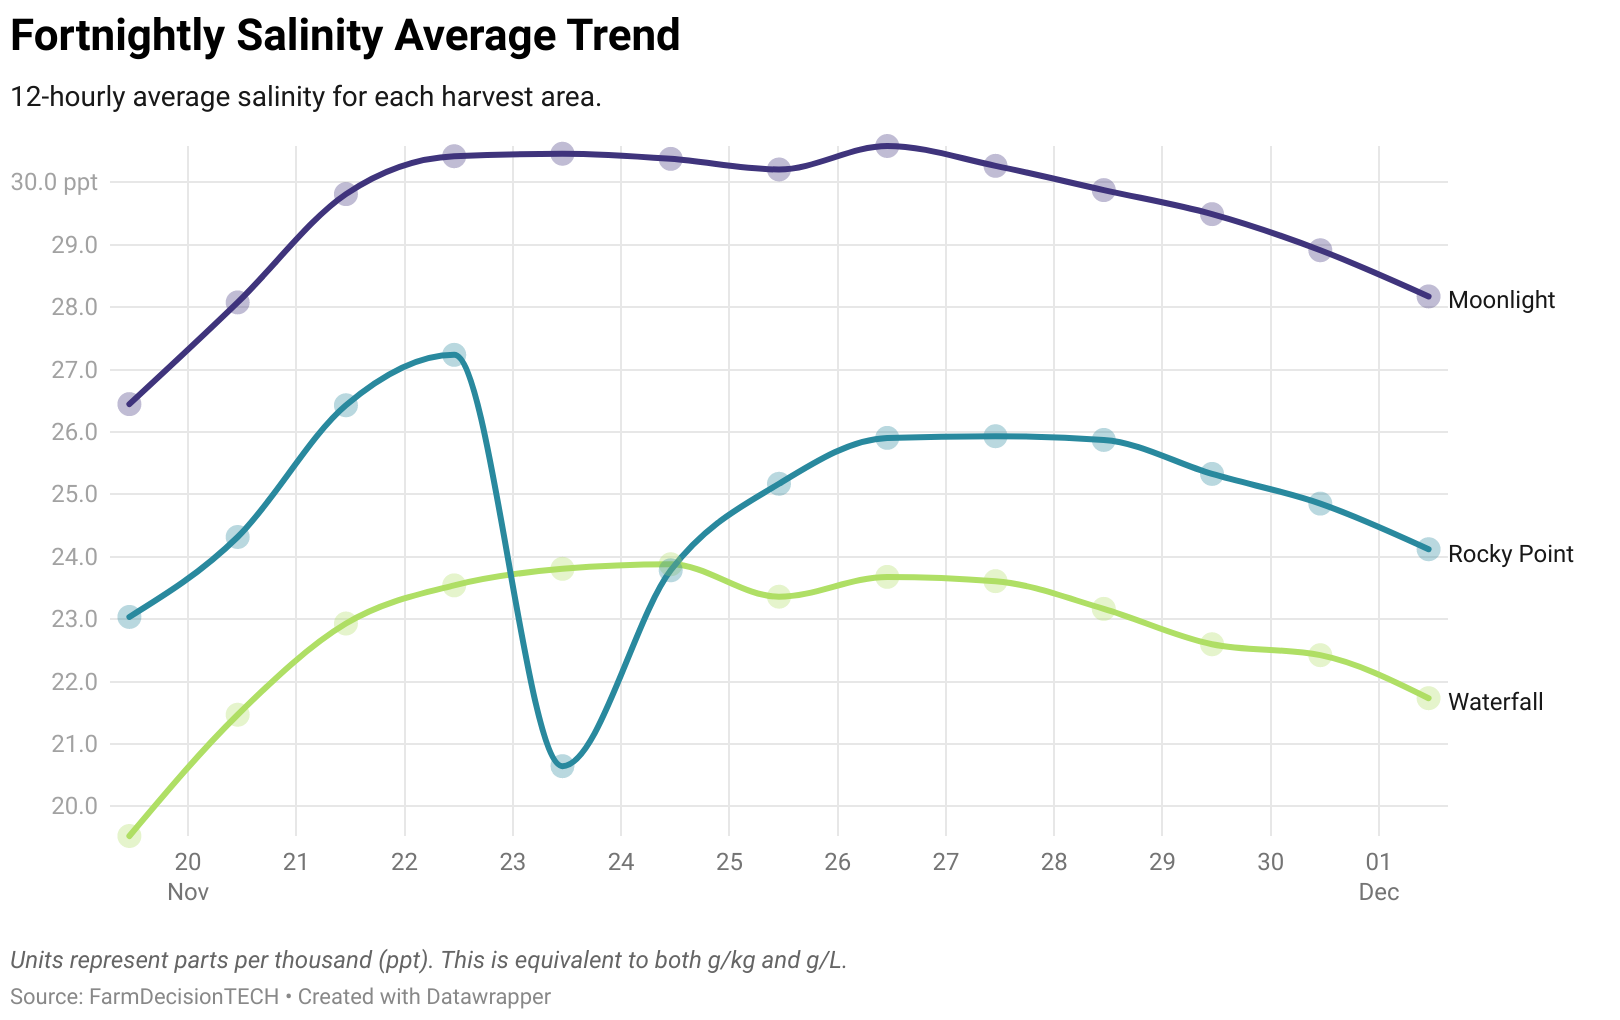 Fortnightly Salinity Average Trend
12-hourly average salinity for each harvest area.
30.0 ppt
29.0
28.0
27.0
26.0
25.0
24.0
23.0
22.0
21.0
20.0
Moonlight
Rocky Point
Waterfall
20 21 22 23 24 25 26 27 28 29 30 01
Nov Dec
Units represent parts per thousand (ppt). This is equivalent to both g/kg and g/L.
Source: FarmDecisionTECH • Created with Datawrapper